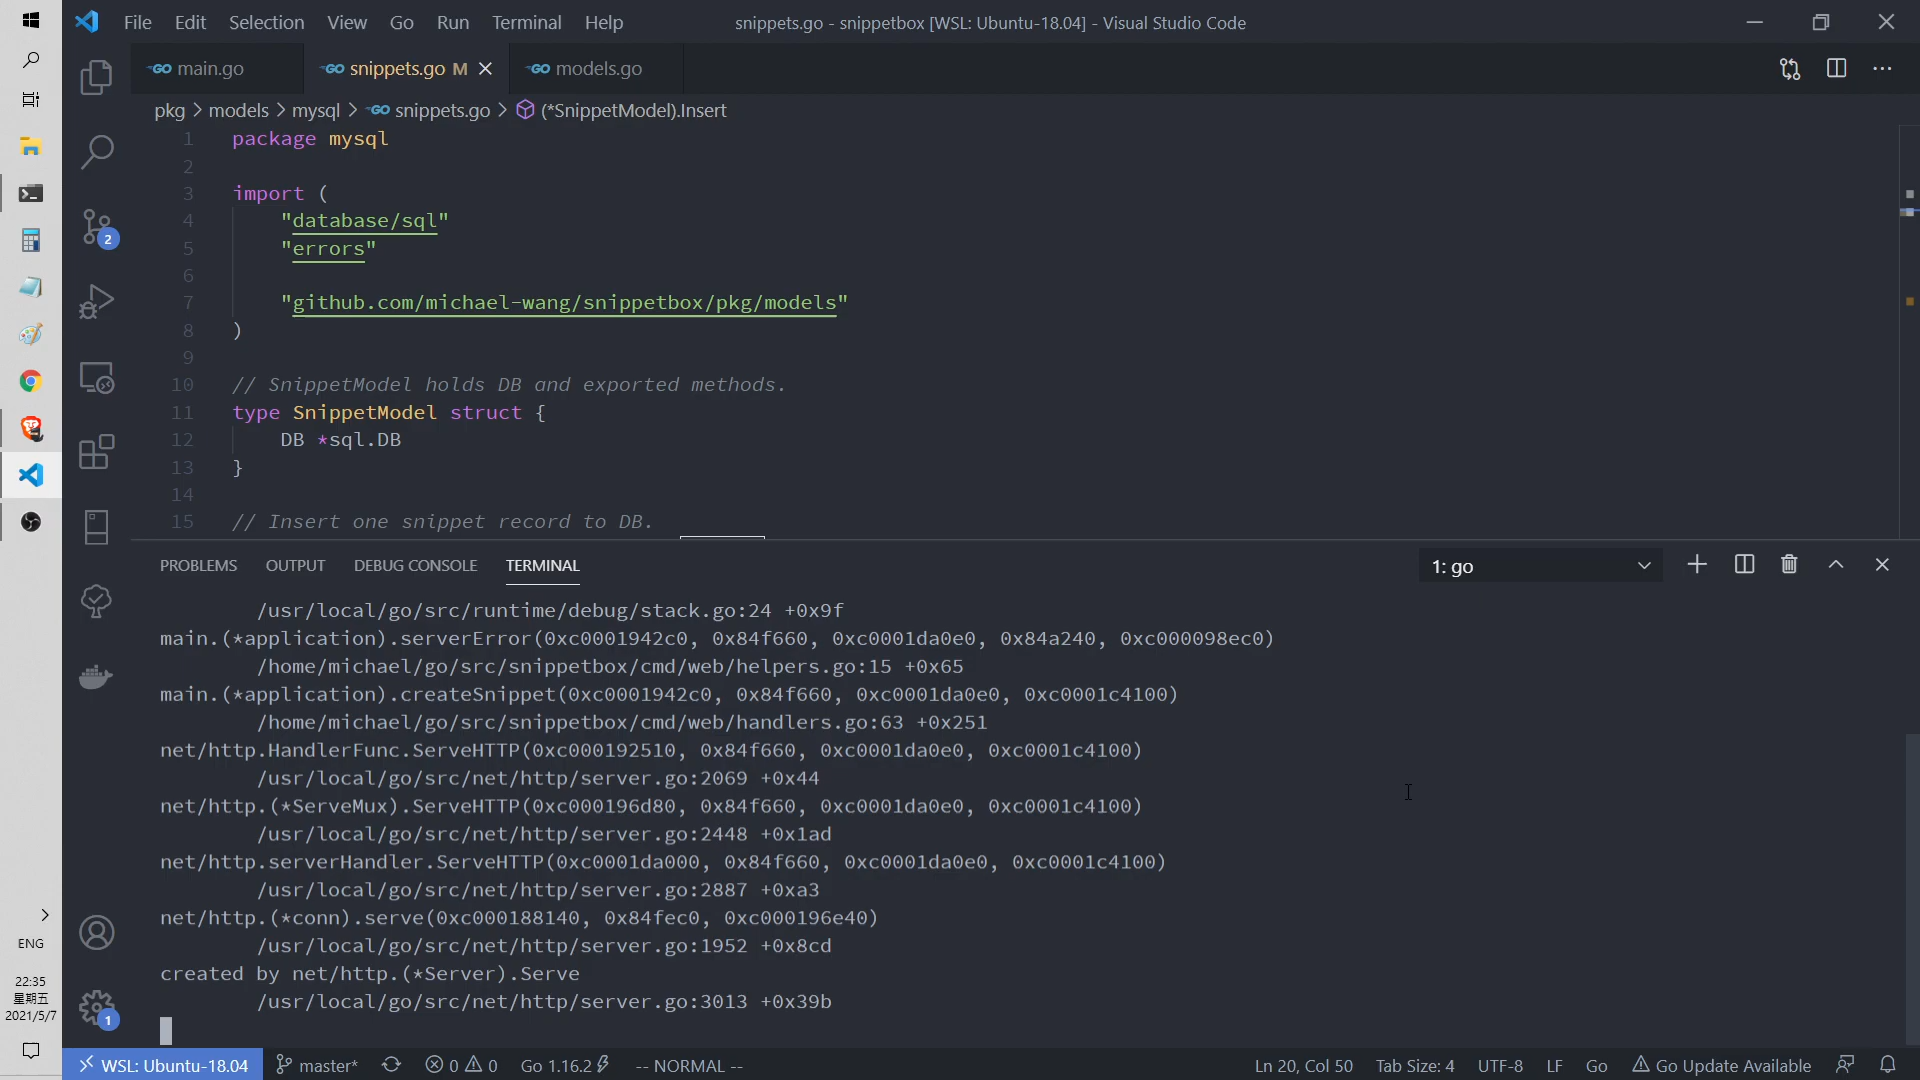 File Edit Selection View Go Run Terminal Help snippets.go - snippetbox [WSL: Ubuntu-18.04] - Visual Studio Code
GO main.go GO snippets.go M GO models.go
pkg > models > mysql > GO snippets.go > (*SnippetModel).Insert
1 package mysql
2
3 import (
4 "database/sql"
5 "errors"
6
7 "github.com/michael-wang/snippetbox/pkg/models"
8 )
9
10 // SnippetModel holds DB and exported methods.
11 type SnippetModel struct {
12 DB *sql.DB
13 }
14
15 // Insert one snippet record to DB.
2
PROBLEMS OUTPUT DEBUG CONSOLE TERMINAL 1: go
/usr/local/go/src/runtime/debug/stack.go:24 +0x9f
main.(*application).serverError(0xc0001942c0, 0x84f660, 0xc0001da0e0, 0x84a240, 0xc000098ec0)
/home/michael/go/src/snippetbox/cmd/web/helpers.go:15 +0x65
main.(*application).createSnippet(0xc0001942c0, 0x84f660, 0xc0001da0e0, 0xc0001c4100)
/home/michael/go/src/snippetbox/cmd/web/handlers.go:63 +0x251
net/http.HandlerFunc.ServeHTTP(0xc000192510, 0x84f660, 0xc0001da0e0, 0xc0001c4100)
/usr/local/go/src/net/http/server.go:2069 +0x44
net/http.(*ServeMux).ServeHTTP(0xc000196d80, 0x84f660, 0xc0001da0e0, 0xc0001c4100)
/usr/local/go/src/net/http/server.go:2448 +0x1ad
net/http.serverHandler.ServeHTTP(0xc0001da000, 0x84f660, 0xc0001da0e0, 0xc0001c4100)
/usr/local/go/src/net/http/server.go:2887 +0xa3
net/http.(*conn).serve(0xc000188140, 0x84fec0, 0xc000196e40)
/usr/local/go/src/net/http/server.go:1952 +0x8cd
created by net/http.(*Server).Serve
/usr/local/go/src/net/http/server.go:3013 +0x39b
ENG
22:35
星期五
2021/5/7
1
WSL: Ubuntu-18.04 master* 0 0 Go 1.16.2 -- NORMAL -- Ln 20, Col 50 Tab Size: 4 UTF-8 LF Go Go Update Available